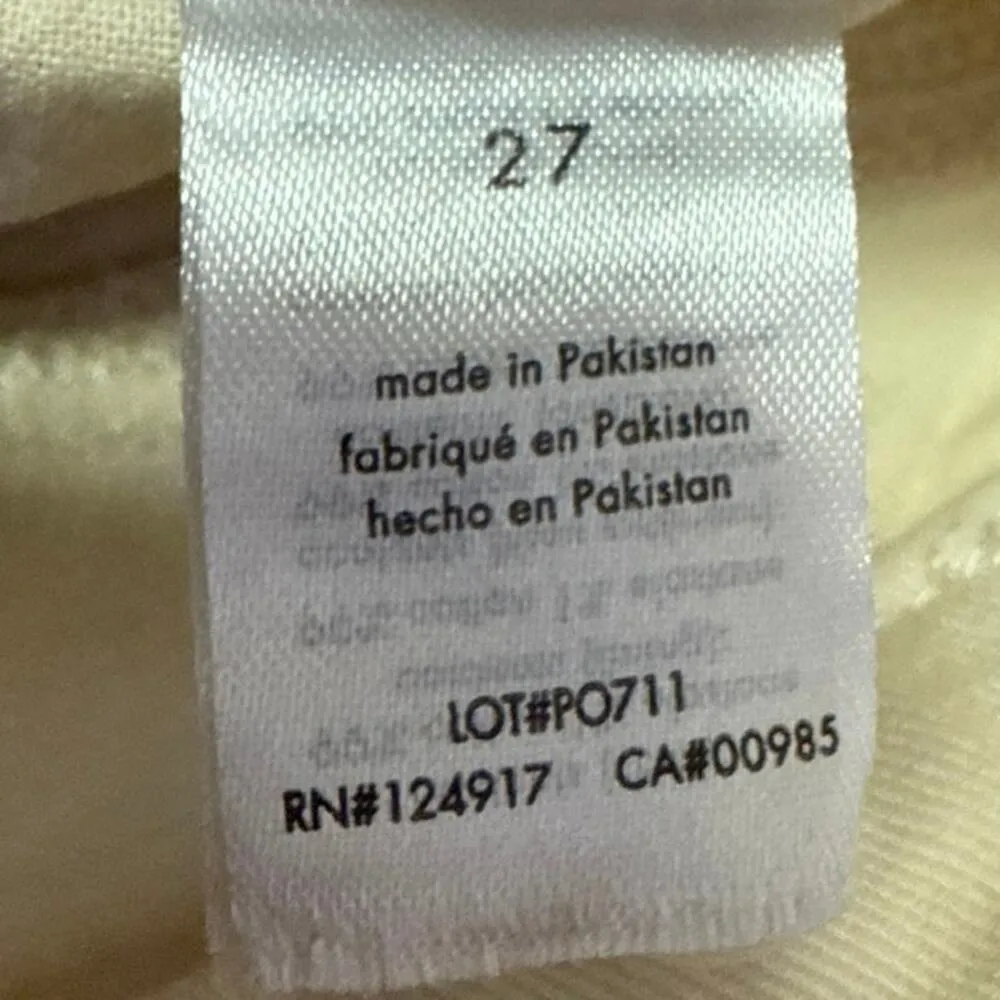 27
made in Pakistan
fabriqué en Pakistan
hecho en Pakistan
LOT#PO711
RN#124917 CA#00985